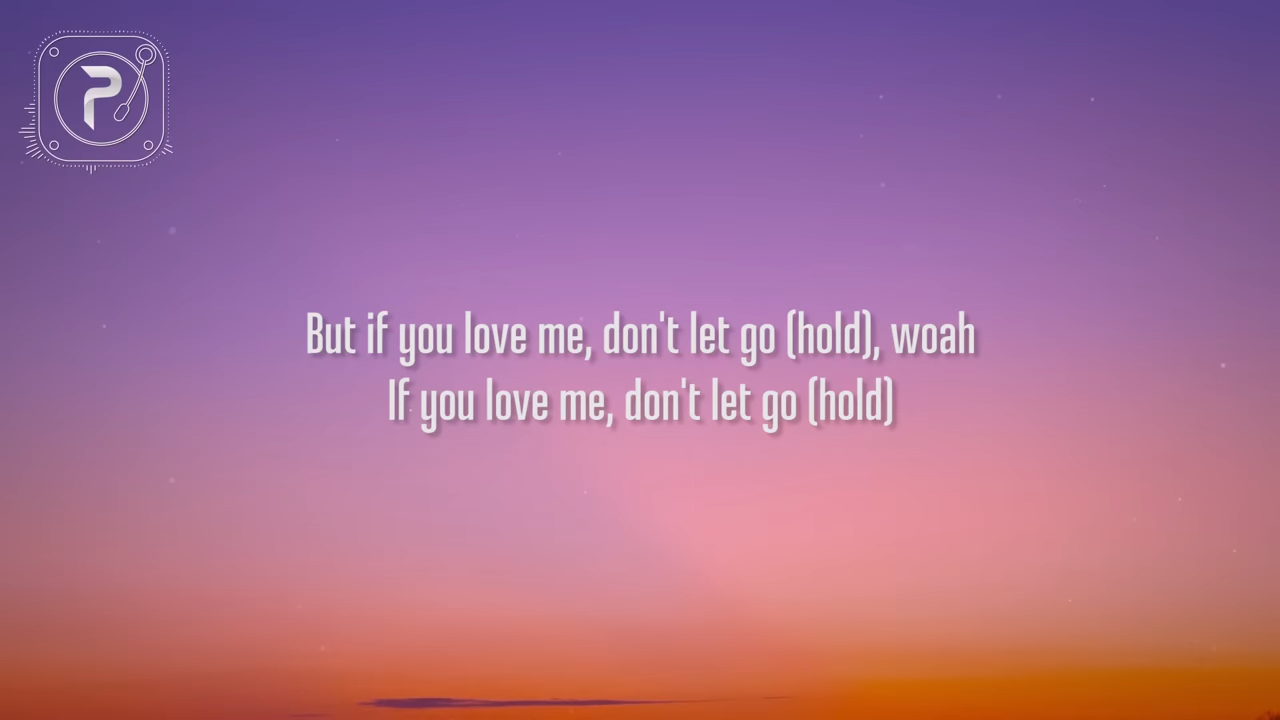 P
But if you love me, don't let go (hold), woah
If you love me, don't let go (hold)